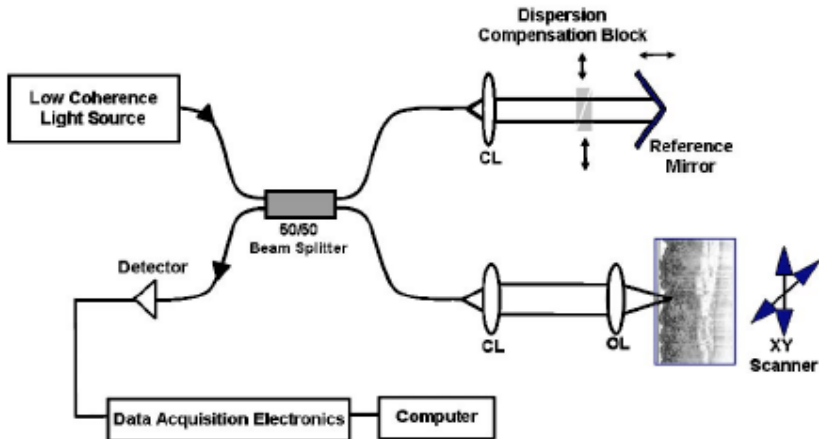 Dispersion
Compensation Block
Low Coherence
Light Source
CL
Reference
Mirror
50/50
Beam Splitter
Detector
CL
OL
XY
Scanner
Data Acquisition Electronics
Computer